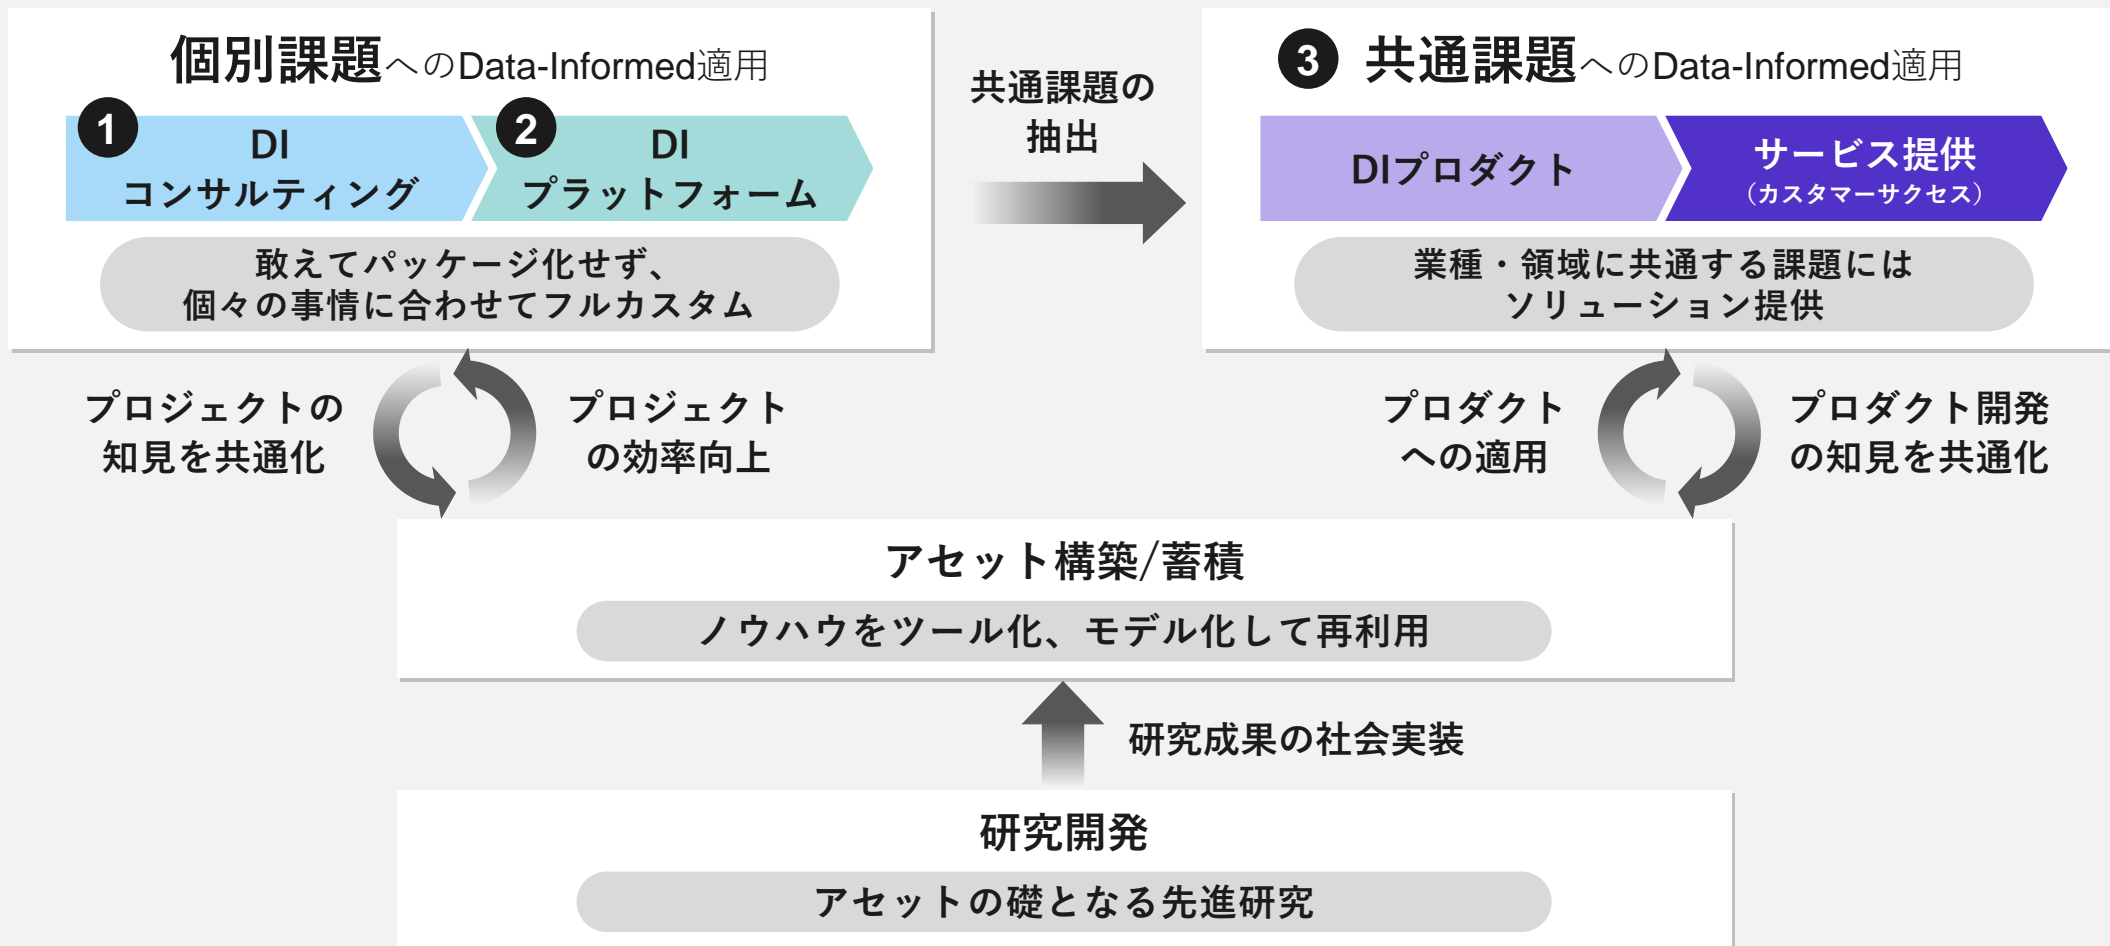 個別課題へのData-Informed適用
1
DI
コンサルティング
2
DI
プラットフォーム
敢えてパッケージ化せず、
個々の事情に合わせてフルカスタム
共通課題の
抽出
3 共通課題へのData-Informed適用
DIプロダクト
サービス提供
（カスタマーサクセス）
業種・領域に共通する課題には
ソリューション提供
プロジェクトの
知見を共通化
プロジェクト
の効率向上
プロダクト
への適用
プロダクト開発
の知見を共通化
アセット構築/蓄積
ノウハウをツール化、モデル化して再利用
研究成果の社会実装
研究開発
アセットの礎となる先進研究